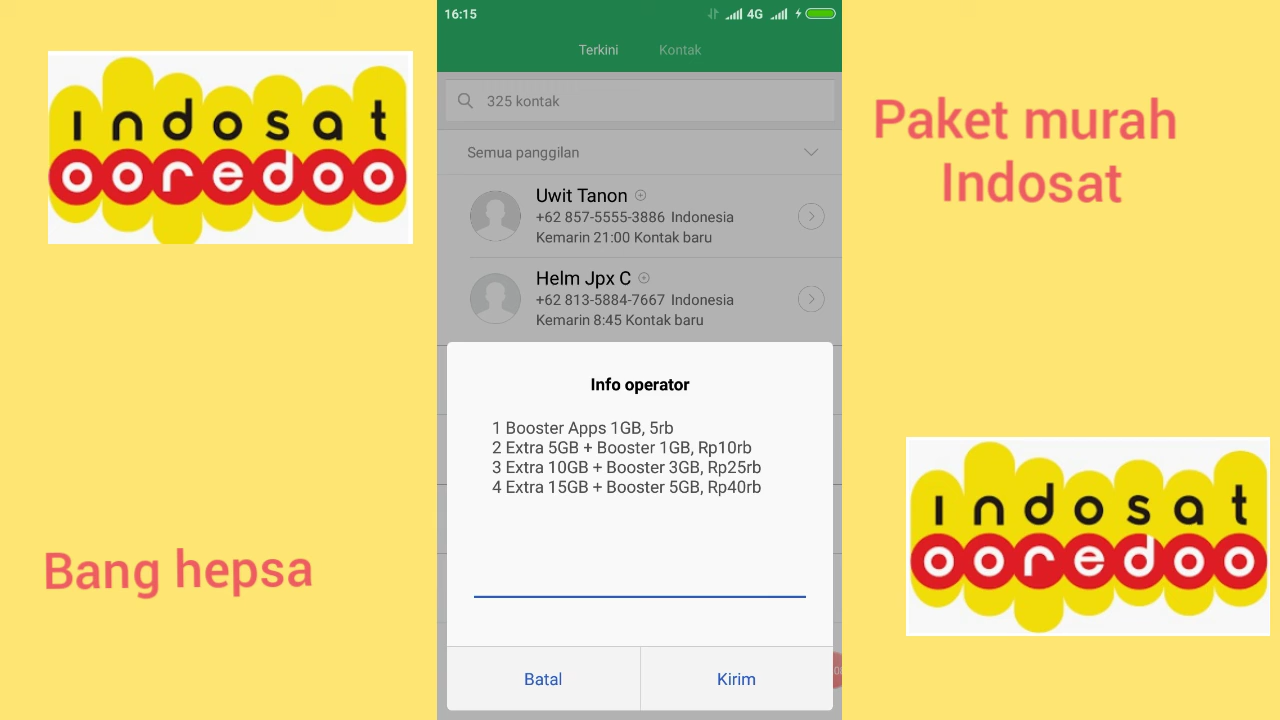 indosat
ooredoo
Bang hepsa
16:15
4G
Terkini Kontak
325 kontak
Semua panggilan
Uwit Tanon
+62 857-5555-3886 Indonesia
Kemarin 21:00 Kontak baru
Helm Jpx C
+62 813-5884-7667 Indonesia
Kemarin 8:45 Kontak baru
Info operator
1 Booster Apps 1GB, 5rb
2 Extra 5GB + Booster 1GB, Rp10rb
3 Extra 10GB + Booster 3GB, Rp25rb
4 Extra 15GB + Booster 5GB, Rp40rb
Batal Kirim
Paket murah
Indosat
indosat
ooredoo